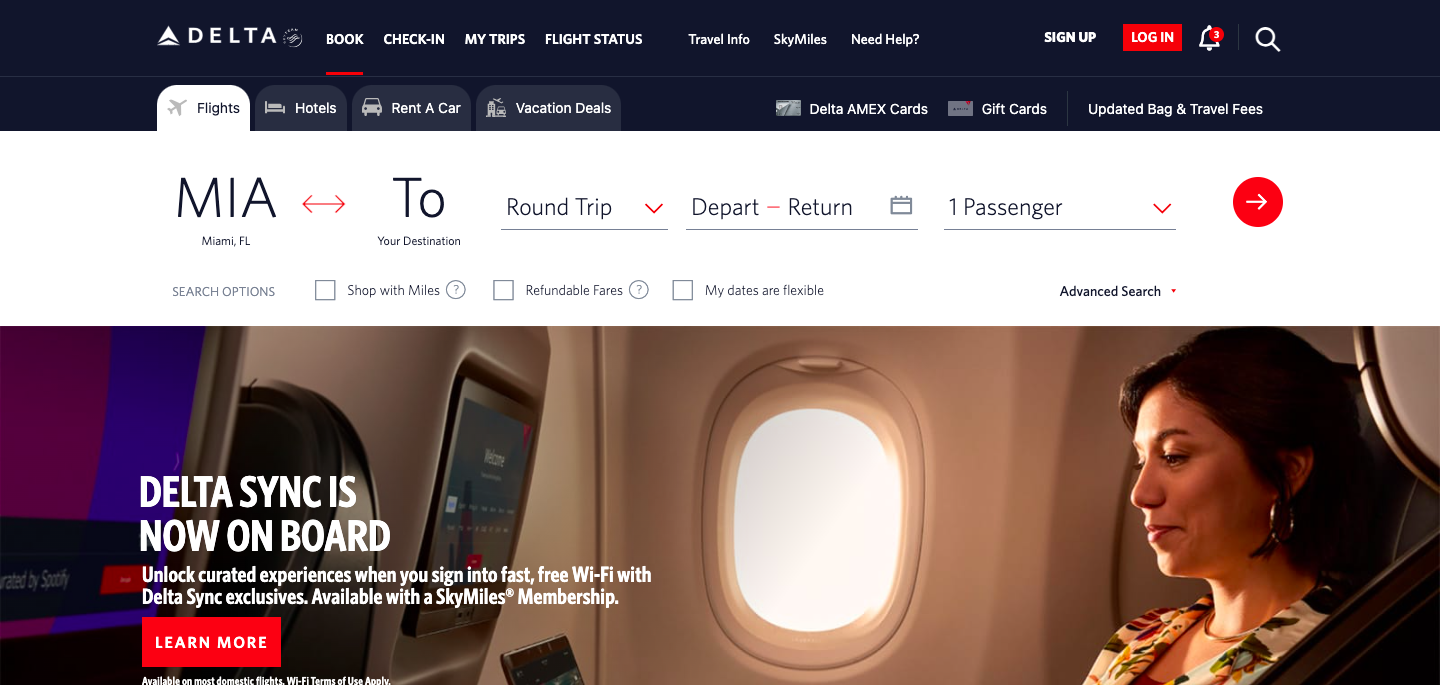 DELTA
BOOK
CHECK-IN
MY TRIPS
FLIGHT STATUS
Travel Info
SkyMiles
Need Help?
SIGN UP
LOG IN
3
Flights
Hotels
Rent A Car
Vacation Deals
Delta AMEX Cards
Gift Cards
Updated Bag & Travel Fees
MIA
Miami, FL
To
Your Destination
Round Trip
Depart – Return
1 Passenger
SEARCH OPTIONS
Shop with Miles ?
Refundable Fares ?
My dates are flexible
Advanced Search
Welcome
DELTA SYNC IS
NOW ON BOARD
urated by Spotify
Unlock curated experiences when you sign into fast, free Wi-Fi with
Delta Sync exclusives. Available with a SkyMiles® Membership.
LEARN MORE
Available on most domestic flights. Wi-Fi Terms of Use Apply.